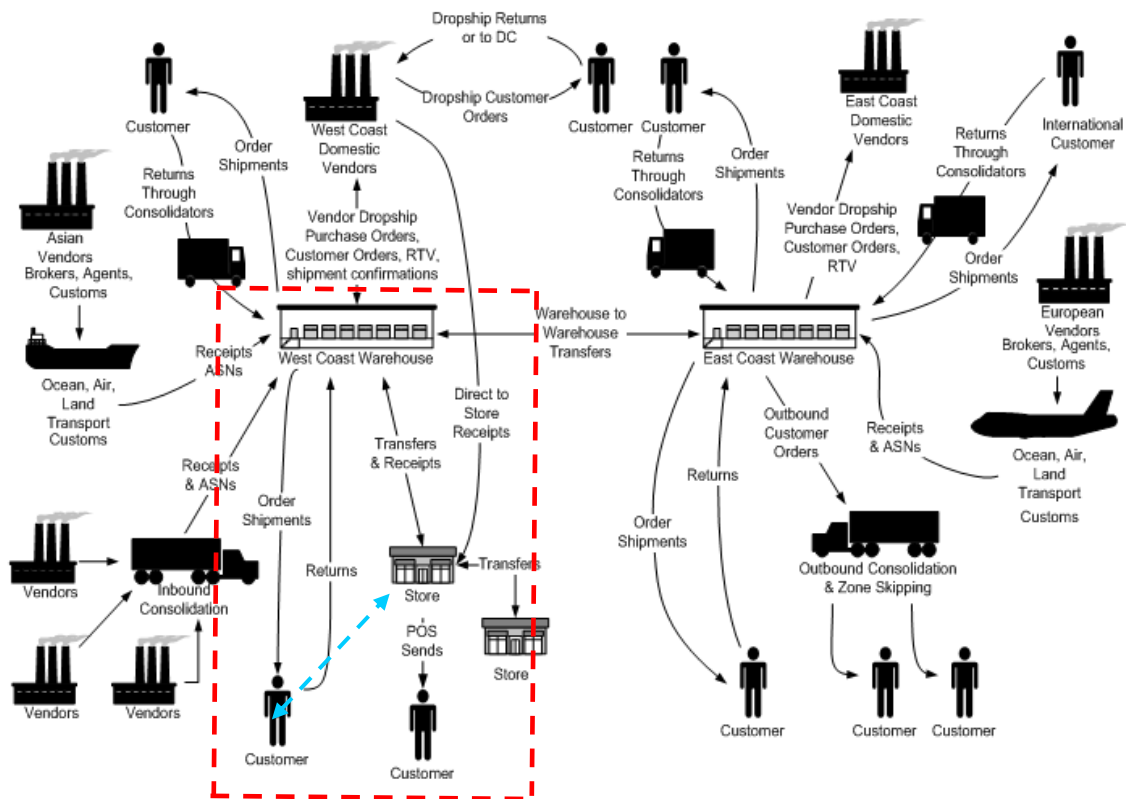 Dropship Returns
or to DC
Dropship Customer
Orders
Customer
Customer
Customer
West Coast
Domestic
Vendors
East Coast
Domestic
Vendors
International
Customer
Order
Shipments
Returns
Through
Consolidators
Returns
Through
Consolidators
Order
Shipments
Returns
Through
Consolidators
Asian
Vendors
Brokers, Agents,
Customs
Vendor Dropship
Purchase Orders,
Customer Orders, RTV,
shipment confirmations
Vendor Dropship
Purchase Orders,
Customer Orders,
RTV
Order
Shipments
European
Vendors
Brokers, Agents,
Customs
Warehouse to
Warehouse
Transfers
West Coast Warehouse
East Coast Warehouse
Receipts
ASNs
Ocean, Air,
Land
Transport
Customs
Direct to
Store
Receipts
Outbound
Customer
Orders
Receipts
& ASNs
Ocean, Air,
Land
Transport
Customs
Transfers
& Receipts
Receipts
& ASNs
Returns
Order
Shipments
Order
Shipments
Returns
Transfers
Vendors
Inbound
Consolidation
Store
Outbound Consolidation
& Zone Skipping
POS
Sends
Store
Vendors
Vendors
Customer
Customer
Customer
Customer
Customer